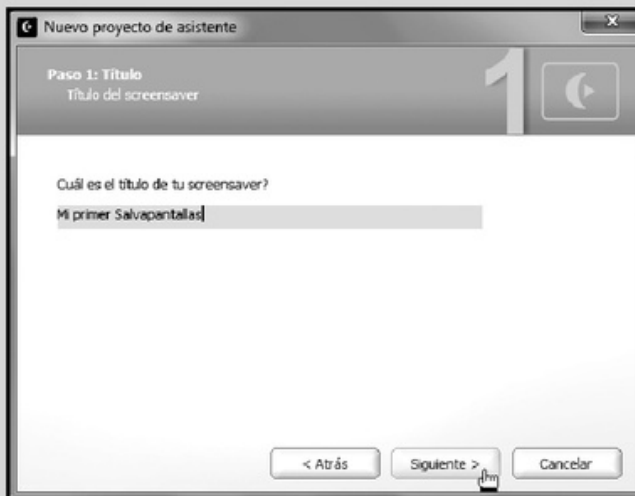 Nuevo proyecto de asistente
Paso 1: Título
Título del screensaver
1
Cuál es el título de tu screensaver?
Mi primer Salvapantallas
< Atrás
Siguiente >
Cancelar